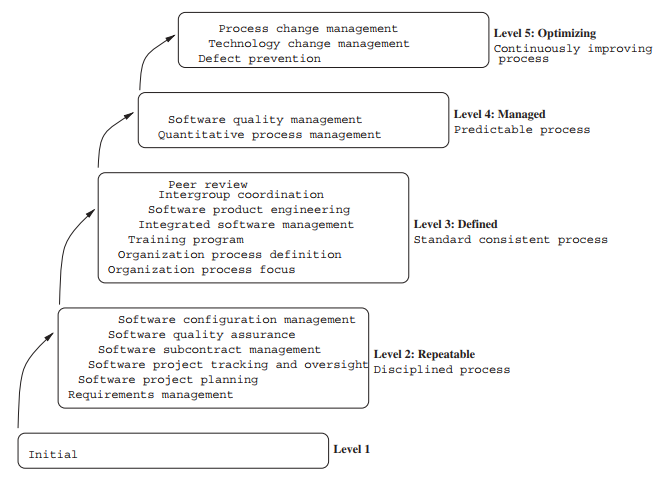 Process change management
Technology change management
Defect prevention
Level 5: Optimizing
Continuously improving
process
Software quality management
Quantitative process management
Level 4: Managed
Predictable process
Peer review
Intergroup coordination
Software product engineering
Integrated software management
Training program
Organization process definition
Organization process focus
Level 3: Defined
Standard consistent process
Software configuration management
Software quality assurance
Software subcontract management
Software project tracking and oversight
Software project planning
Requirements management
Level 2: Repeatable
Disciplined process
Initial
Level 1